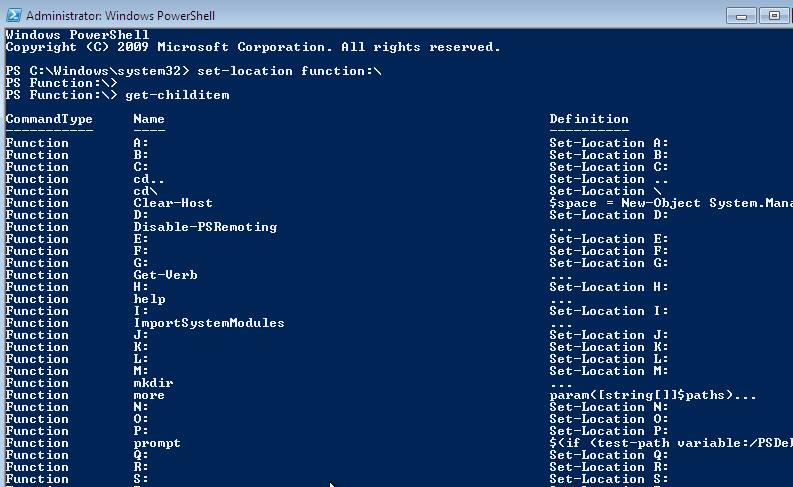 Administrator: Windows PowerShell
Windows PowerShell
Copyright (C) 2009 Microsoft Corporation. All rights reserved.
PS C:\Windows\system32> set-location function:\
PS Function:\>
PS Function:\> get-childitem
CommandType Name Definition
----------- ---- ----------
Function A: Set-Location A:
Function B: Set-Location B:
Function C: Set-Location C:
Function cd.. Set-Location ..
Function cd\ Set-Location \
Function Clear-Host $space = New-Object System.Mana
Function D: Set-Location D:
Function Disable-PSRemoting ...
Function E: Set-Location E:
Function F: Set-Location F:
Function G: Set-Location G:
Function Get-Verb ...
Function H: Set-Location H:
Function help ...
Function I: Set-Location I:
Function ImportSystemModules ...
Function J: Set-Location J:
Function K: Set-Location K:
Function L: Set-Location L:
Function M: Set-Location M:
Function mkdir ...
Function more param([string[]]$paths)...
Function N: Set-Location N:
Function O: Set-Location O:
Function P: Set-Location P:
Function prompt $(if (test-path variable:/PSDe
Function Q: Set-Location Q:
Function R: Set-Location R:
Function S: Set-Location S: